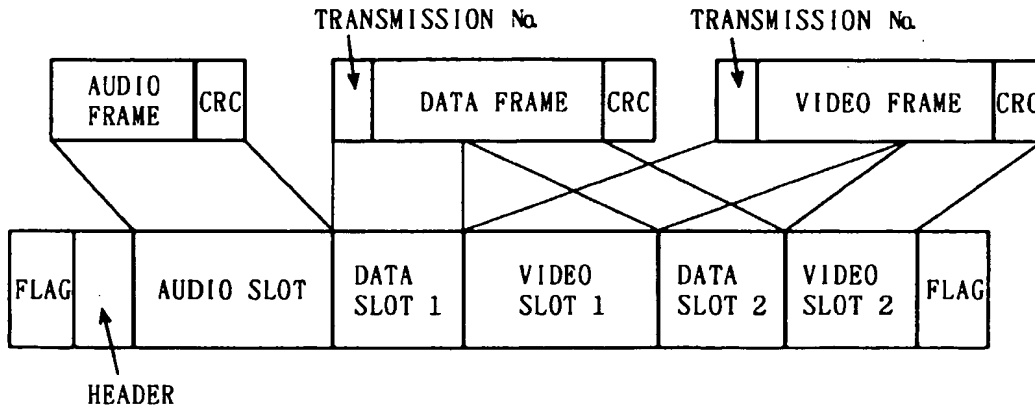 TRANSMISSION No.
TRANSMISSION No.
AUDIO
FRAME
CRC
DATA FRAME
CRC
VIDEO FRAME
CRC
FLAG
AUDIO SLOT
DATA
SLOT 1
VIDEO
SLOT 1
DATA
SLOT 2
VIDEO
SLOT 2
FLAG
HEADER